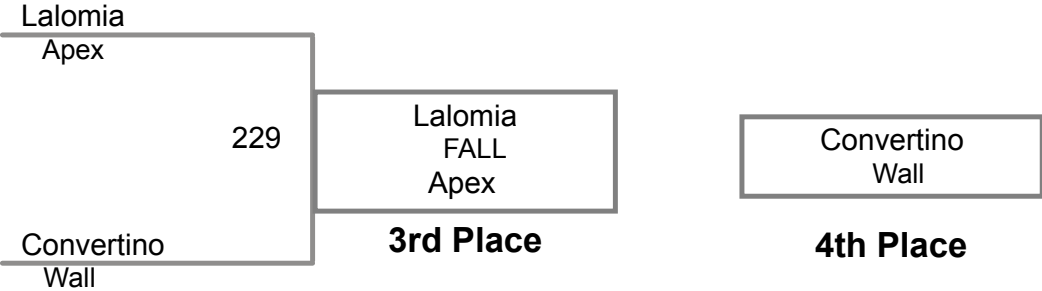 Lalomia
Apex
229
Lalomia
FALL
Apex
3rd Place
Convertino
Wall
Convertino
Wall
4th Place